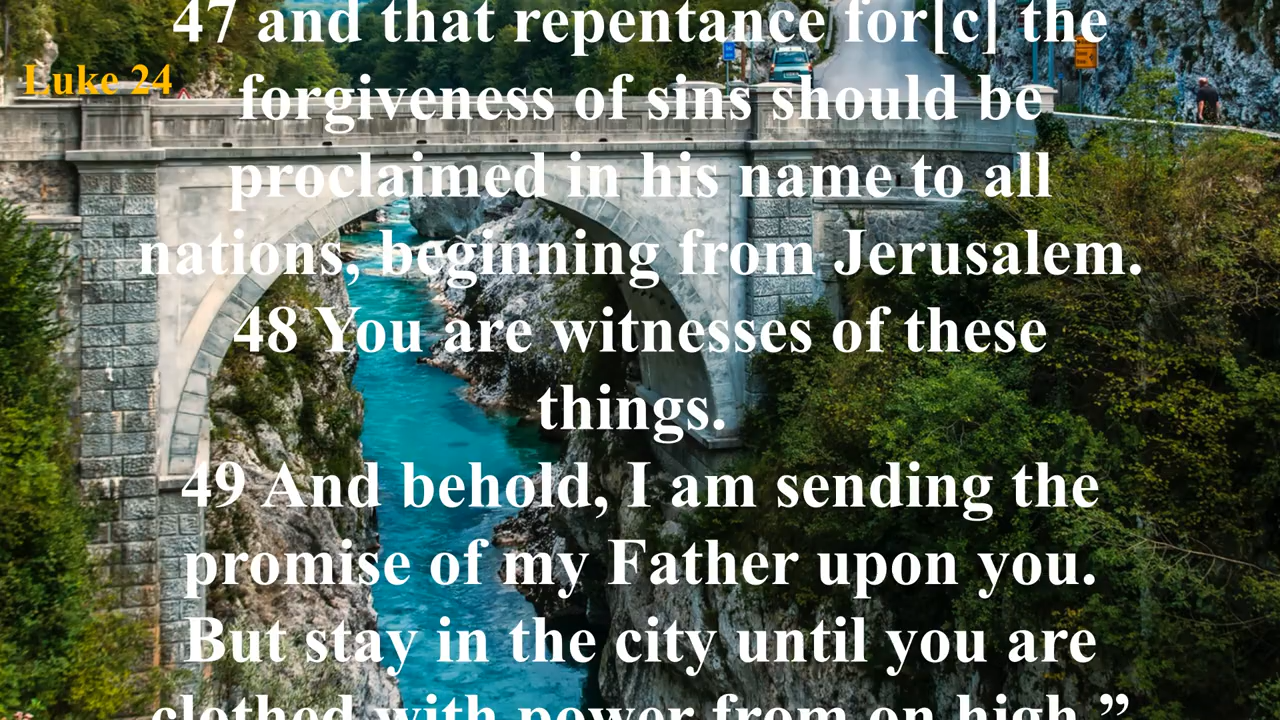 47 and that repentance for[c] the
Luke 24
forgiveness of sins should be
proclaimed in his name to all
nations, beginning from Jerusalem.
48 You are witnesses of these
things.
49 And behold, I am sending the
promise of my Father upon you.
But stay in the city until you are
clothed with power from on high.”